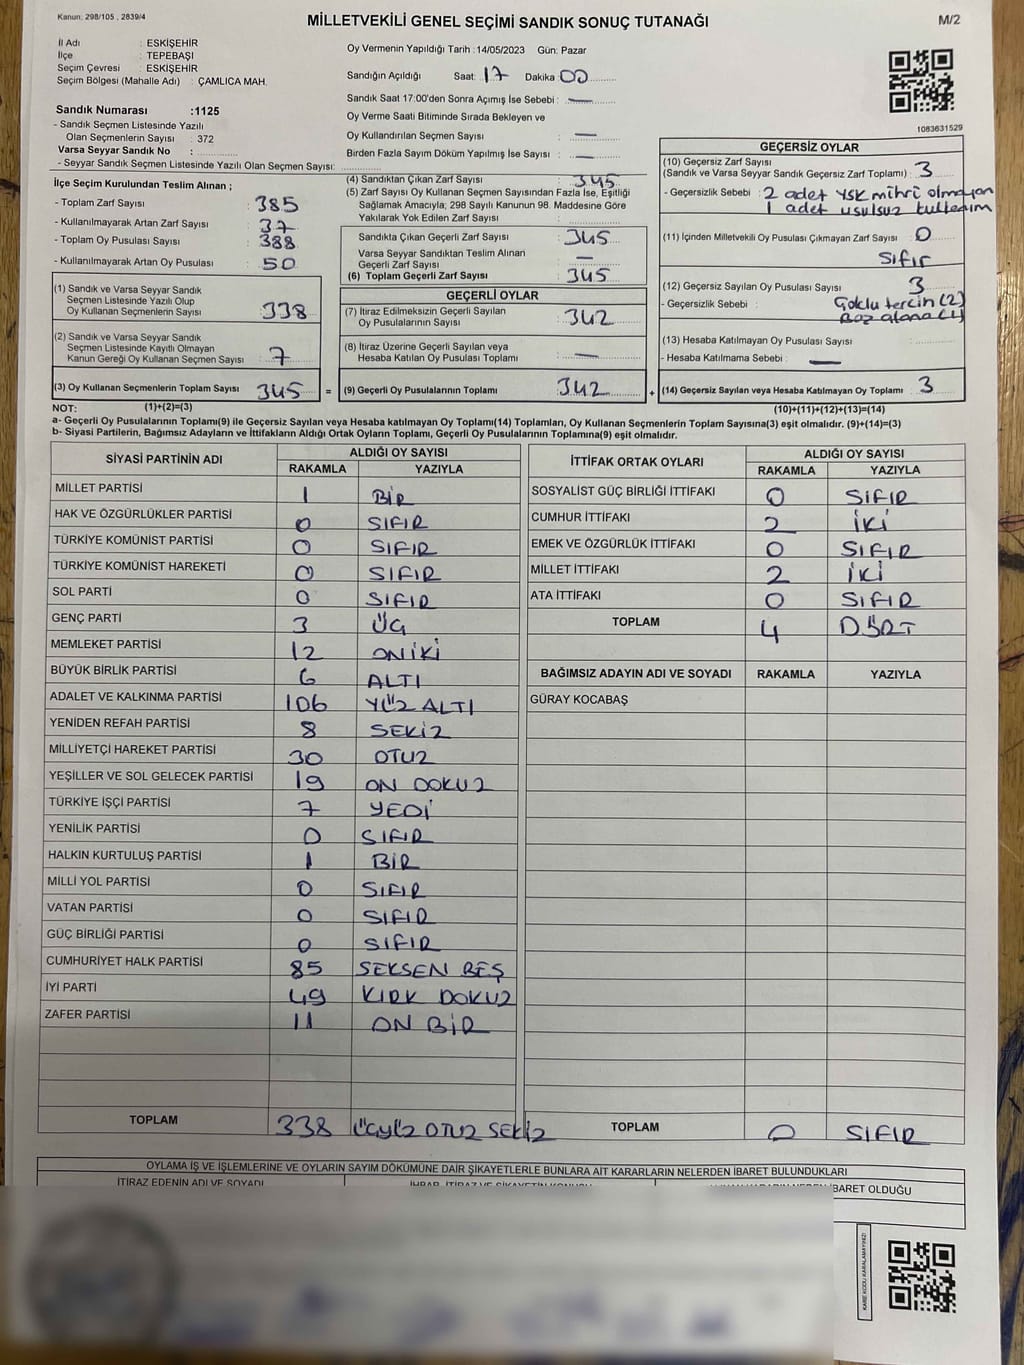 Kanun: 298/105 , 2839/4
MİLLETVEKİLİ GENEL SEÇİMİ SANDIK SONUÇ TUTANAĞI
M/2
İl Adı : ESKİŞEHİR
İlçe : TEPEBAŞI
Seçim Çevresi : ESKİŞEHİR
Seçim Bölgesi (Mahalle Adı) : ÇAMLICA MAH.
Sandık Numarası :1125
- Sandık Seçmen Listesinde Yazılı
Olan Seçmenlerin Sayısı : 372
Varsa Seyyar Sandık No :
- Seyyar Sandık Seçmen Listesinde Yazılı Olan Seçmen Sayısı:
Oy Vermenin Yapıldığı Tarih : 14/05/2023 Gün: Pazar
Sandığın Açıldığı Saat: 17 Dakika : 00
Sandık Saat 17:00'den Sonra Açımış İse Sebebi : —
Oy Verme Saati Bitiminde Sırada Bekleyen ve
Oy Kullandırılan Seçmen Sayısı : —
Birden Fazla Sayım Döküm Yapılmış İse Sayısı : —
1083631529
İlçe Seçim Kurulundan Teslim Alınan ;
- Toplam Zarf Sayısı : 385
- Kullanılmayarak Artan Zarf Sayısı : 37
- Toplam Oy Pusulası Sayısı : 388
- Kullanılmayarak Artan Oy Pusulası : 50
(1) Sandık ve Varsa Seyyar Sandık
Seçmen Listesinde Yazılı Olup
Oy Kullanan Seçmenlerin Sayısı : 338
(2) Sandık ve Varsa Seyyar Sandık
Seçmen Listesinde Kayıtlı Olmayan
Kanun Gereği Oy Kullanan Seçmen Sayısı : 7
(3) Oy Kullanan Seçmenlerin Toplam Sayısı : 345 =
(4) Sandıktan Çıkan Zarf Sayısı : 345
(5) Zarf Sayısı Oy Kullanan Seçmen Sayısından Fazla İse, Eşitliği
Sağlamak Amacıyla; 298 Sayılı Kanunun 98. Maddesine Göre
Yakılarak Yok Edilen Zarf Sayısı :
Sandıkta Çıkan Geçerli Zarf Sayısı : 345
Varsa Seyyar Sandıktan Teslim Alınan
Geçerli Zarf Sayısı : —
(6) Toplam Geçerli Zarf Sayısı : 345
GEÇERLİ OYLAR
(7) İtiraz Edilmeksizin Geçerli Sayılan
Oy Pusulalarının Sayısı : 342
(8) İtiraz Üzerine Geçerli Sayılan veya
Hesaba Katılan Oy Pusulası Toplamı : —
(9) Geçerli Oy Pusulalarının Toplamı : 342 +
GEÇERSİZ OYLAR
(10) Geçersiz Zarf Sayısı
(Sandık ve Varsa Seyyar Sandık Geçersiz Zarf Toplamı) : 3
- Geçersizlik Sebebi : 2 adet YSK mihri olmayan
1 adet usulsuz kullanım
(11) İçinden Milletvekili Oy Pusulası Çıkmayan Zarf Sayısı : 0
Sıfır
(12) Geçersiz Sayılan Oy Pusulası Sayısı : 3
- Geçersizlik Sebebi : Çoklu tercih (2)
Boş (1)
(13) Hesaba Katılmayan Oy Pusulası Sayısı :
- Hesaba Katılmama Sebebi : —
(14) Geçersiz Sayılan veya Hesaba Katılmayan Oy Toplamı : 3
NOT: (1)+(2)=(3) (10)+(11)+(12)+(13)=(14)
a- Geçerli Oy Pusulalarının Toplamı(9) ile Geçersiz Sayılan veya Hesaba katılmayan Oy Toplamı(14) Toplamları, Oy Kullanan Seçmenlerin Toplam Sayısına(3) eşit olmalıdır. (9)+(14)=(3)
b- Siyasi Partilerin, Bağımsız Adayların ve İttifakların Aldığı Ortak Oyların Toplamı, Geçerli Oy Pusulalarının Toplamına(9) eşit olmalıdır.
SİYASİ PARTİNİN ADI ALDIĞI OY SAYISI
RAKAMLA YAZIYLA
MİLLET PARTİSİ 1 BİR
HAK VE ÖZGÜRLÜKLER PARTİSİ 0 SIFIR
TÜRKİYE KOMÜNİST PARTİSİ 0 SIFIR
TÜRKİYE KOMÜNİST HAREKETİ 0 SIFIR
SOL PARTİ 0 SIFIR
GENÇ PARTİ 3 ÜÇ
MEMLEKET PARTİSİ 12 ONİKİ
BÜYÜK BİRLİK PARTİSİ 6 ALTI
ADALET VE KALKINMA PARTİSİ 106 YÜZ ALTI
YENİDEN REFAH PARTİSİ 8 SEKİZ
MİLLİYETÇİ HAREKET PARTİSİ 30 OTUZ
YEŞİLLER VE SOL GELECEK PARTİSİ 19 ON DOKUZ
TÜRKİYE İŞÇİ PARTİSİ 7 YEDİ
YENİLİK PARTİSİ 0 SIFIR
HALKIN KURTULUŞ PARTİSİ 1 BİR
MİLLİ YOL PARTİSİ 0 SIFIR
VATAN PARTİSİ 0 SIFIR
GÜÇ BİRLİĞİ PARTİSİ 0 SIFIR
CUMHURİYET HALK PARTİSİ 85 SEKSEN BEŞ
İYİ PARTİ 49 KIRK DOKUZ
ZAFER PARTİSİ 11 ON BİR
TOPLAM 338 ÜÇYÜZ OTUZ SEKİZ
İTTİFAK ORTAK OYLARI ALDIĞI OY SAYISI
RAKAMLA YAZIYLA
SOSYALİST GÜÇ BİRLİĞİ İTTİFAKI 0 SIFIR
CUMHUR İTTİFAKI 2 İKİ
EMEK VE ÖZGÜRLÜK İTTİFAKI 0 SIFIR
MİLLET İTTİFAKI 2 İKİ
ATA İTTİFAKI 0 SIFIR
TOPLAM 4 DÖRT
BAĞIMSIZ ADAYIN ADI VE SOYADI RAKAMLA YAZIYLA
GÜRAY KOCABAŞ
TOPLAM 0 SIFIR
OYLAMA İŞ VE İŞLEMLERİNE VE OYLARIN SAYIM DÖKÜMÜNE DAİR ŞİKAYETLERLE BUNLARA AİT KARARLARIN NELERDEN İBARET BULUNDUKLARI
İTİRAZ EDENİN ADI VE SOYADI
İBARET OLDUĞU
KARE KODU KARALAMAYINIZ!